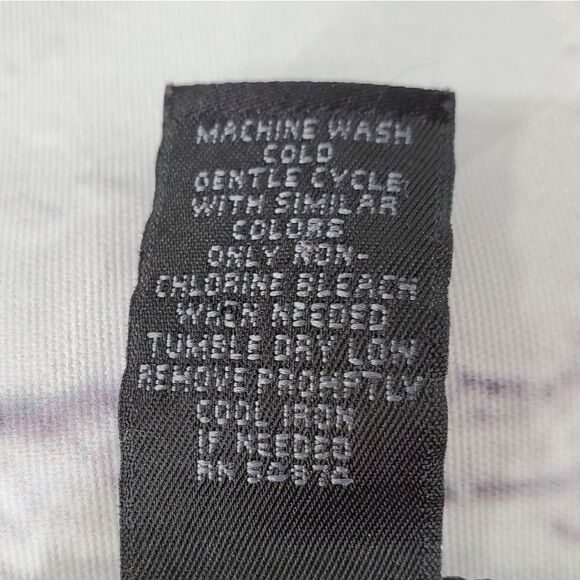 MACHINE WASH
COLD
GENTLE CYCLE
WITH SIMILAR
COLORS
ONLY NON-
CHLORINE BLEACH
WHEN NEEDED
TUMBLE DRY LOW
REMOVE PROMPTLY
COOL IRON
IF NEEDED
RN 54874